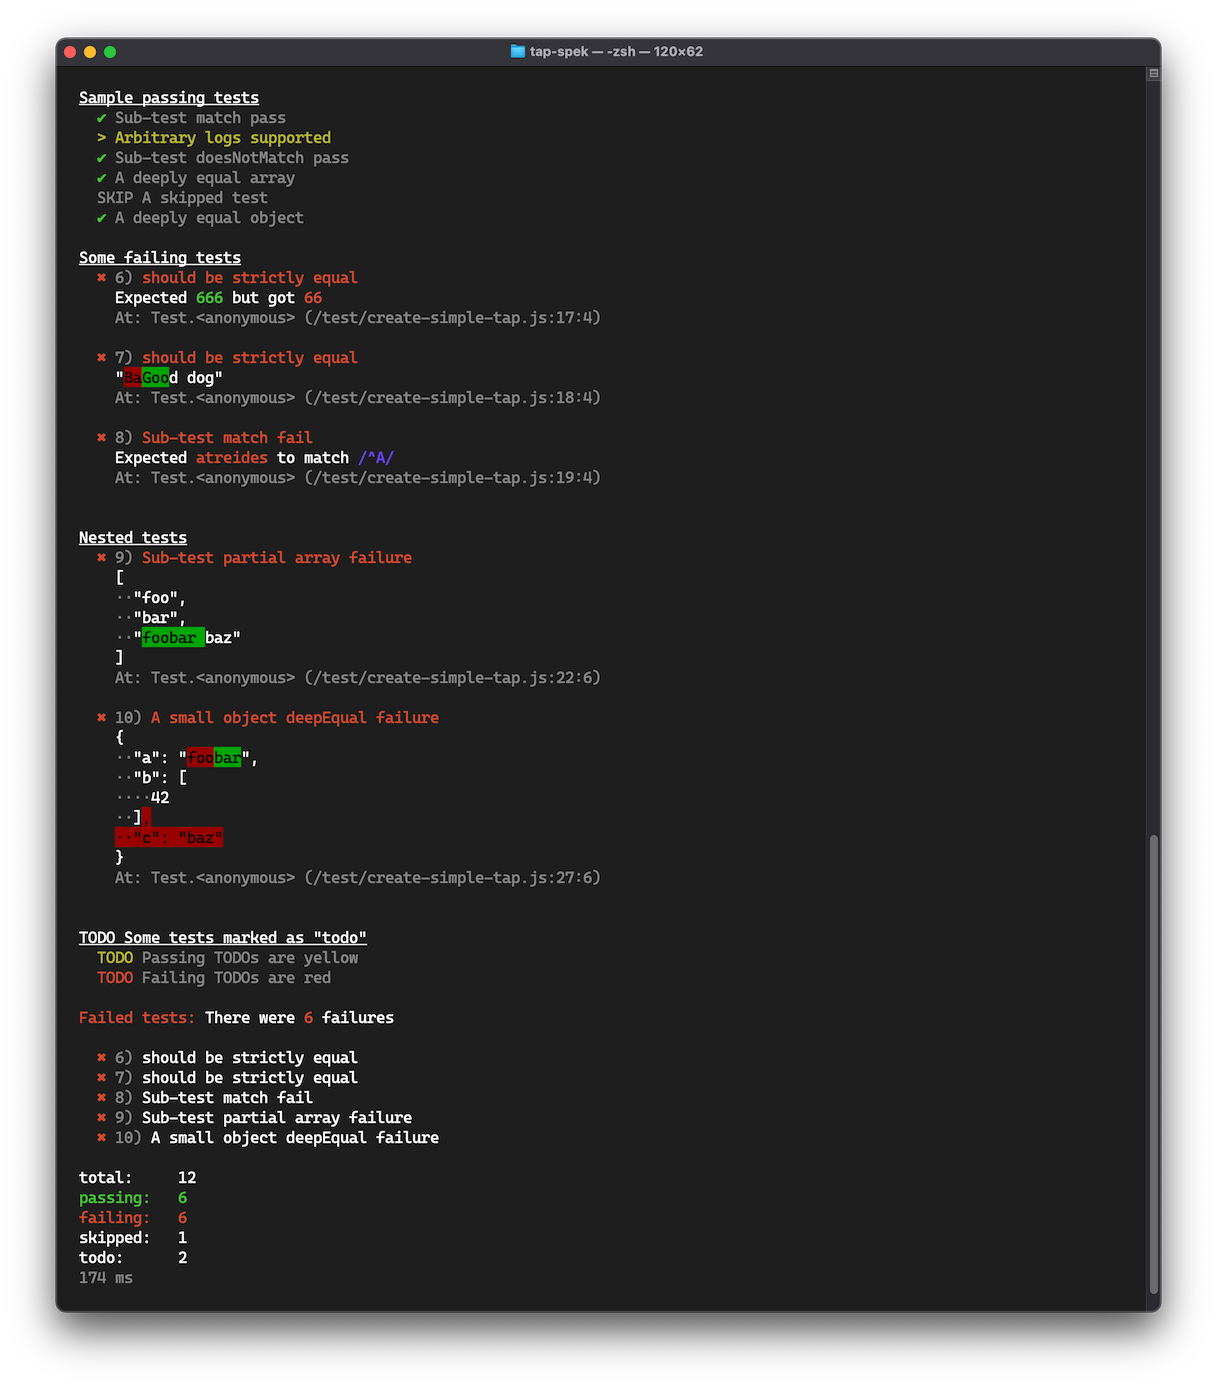 tap-spek — -zsh — 120×62
Sample passing tests
✔ Sub-test match pass
> Arbitrary logs supported
✔ Sub-test doesNotMatch pass
✔ A deeply equal array
SKIP A skipped test
✔ A deeply equal object
Some failing tests
✖ 6) should be strictly equal
Expected 666 but got 66
At: Test.<anonymous> (/test/create-simple-tap.js:17:4)
✖ 7) should be strictly equal
"BaGood dog"
At: Test.<anonymous> (/test/create-simple-tap.js:18:4)
✖ 8) Sub-test match fail
Expected atreides to match /^A/
At: Test.<anonymous> (/test/create-simple-tap.js:19:4)
Nested tests
✖ 9) Sub-test partial array failure
[
··"foo",
··"bar",
··"foobar baz"
]
At: Test.<anonymous> (/test/create-simple-tap.js:22:6)
✖ 10) A small object deepEqual failure
{
··"a": "foobar",
··"b": [
····42
··],
··"c": "baz"
}
At: Test.<anonymous> (/test/create-simple-tap.js:27:6)
TODO Some tests marked as "todo"
TODO Passing TODOs are yellow
TODO Failing TODOs are red
Failed tests: There were 6 failures
✖ 6) should be strictly equal
✖ 7) should be strictly equal
✖ 8) Sub-test match fail
✖ 9) Sub-test partial array failure
✖ 10) A small object deepEqual failure
total: 12
passing: 6
failing: 6
skipped: 1
todo: 2
174 ms